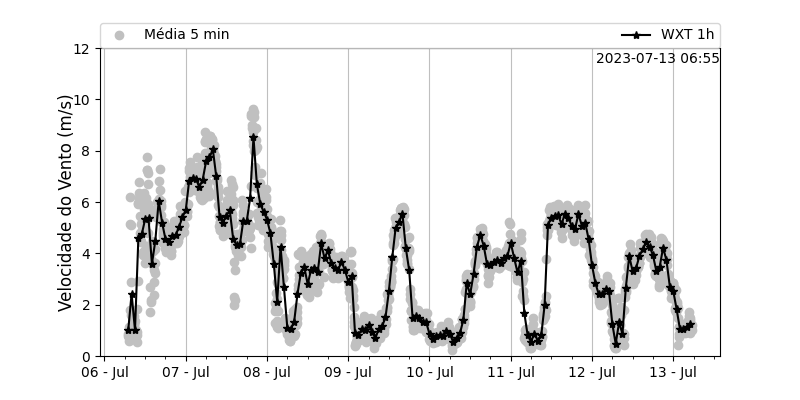 Média 5 min
WXT 1h
2023-07-13 06:55
Velocidade do Vento (m/s)
12
10
8
6
4
2
0
06 - Jul
07 - Jul
08 - Jul
09 - Jul
10 - Jul
11 - Jul
12 - Jul
13 - Jul